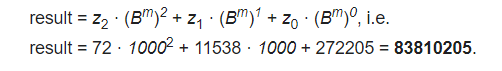 result = z₂ · (Bᵐ)² + z₁ · (Bᵐ)¹ + z₀ · (Bᵐ)⁰, i.e.
result = 72 · 1000² + 11538 · 1000 + 272205 = 83810205.